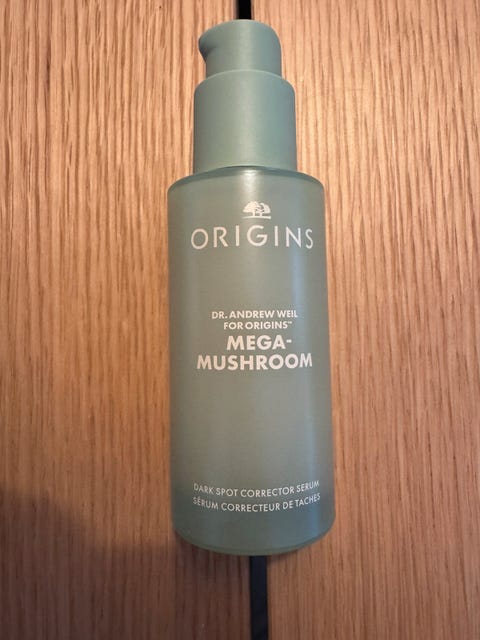 ORIGINS
DR. ANDREW WEIL
FOR ORIGINS™
MEGA-
MUSHROOM
DARK SPOT CORRECTOR SERUM
SÉRUM CORRECTEUR DE TACHES